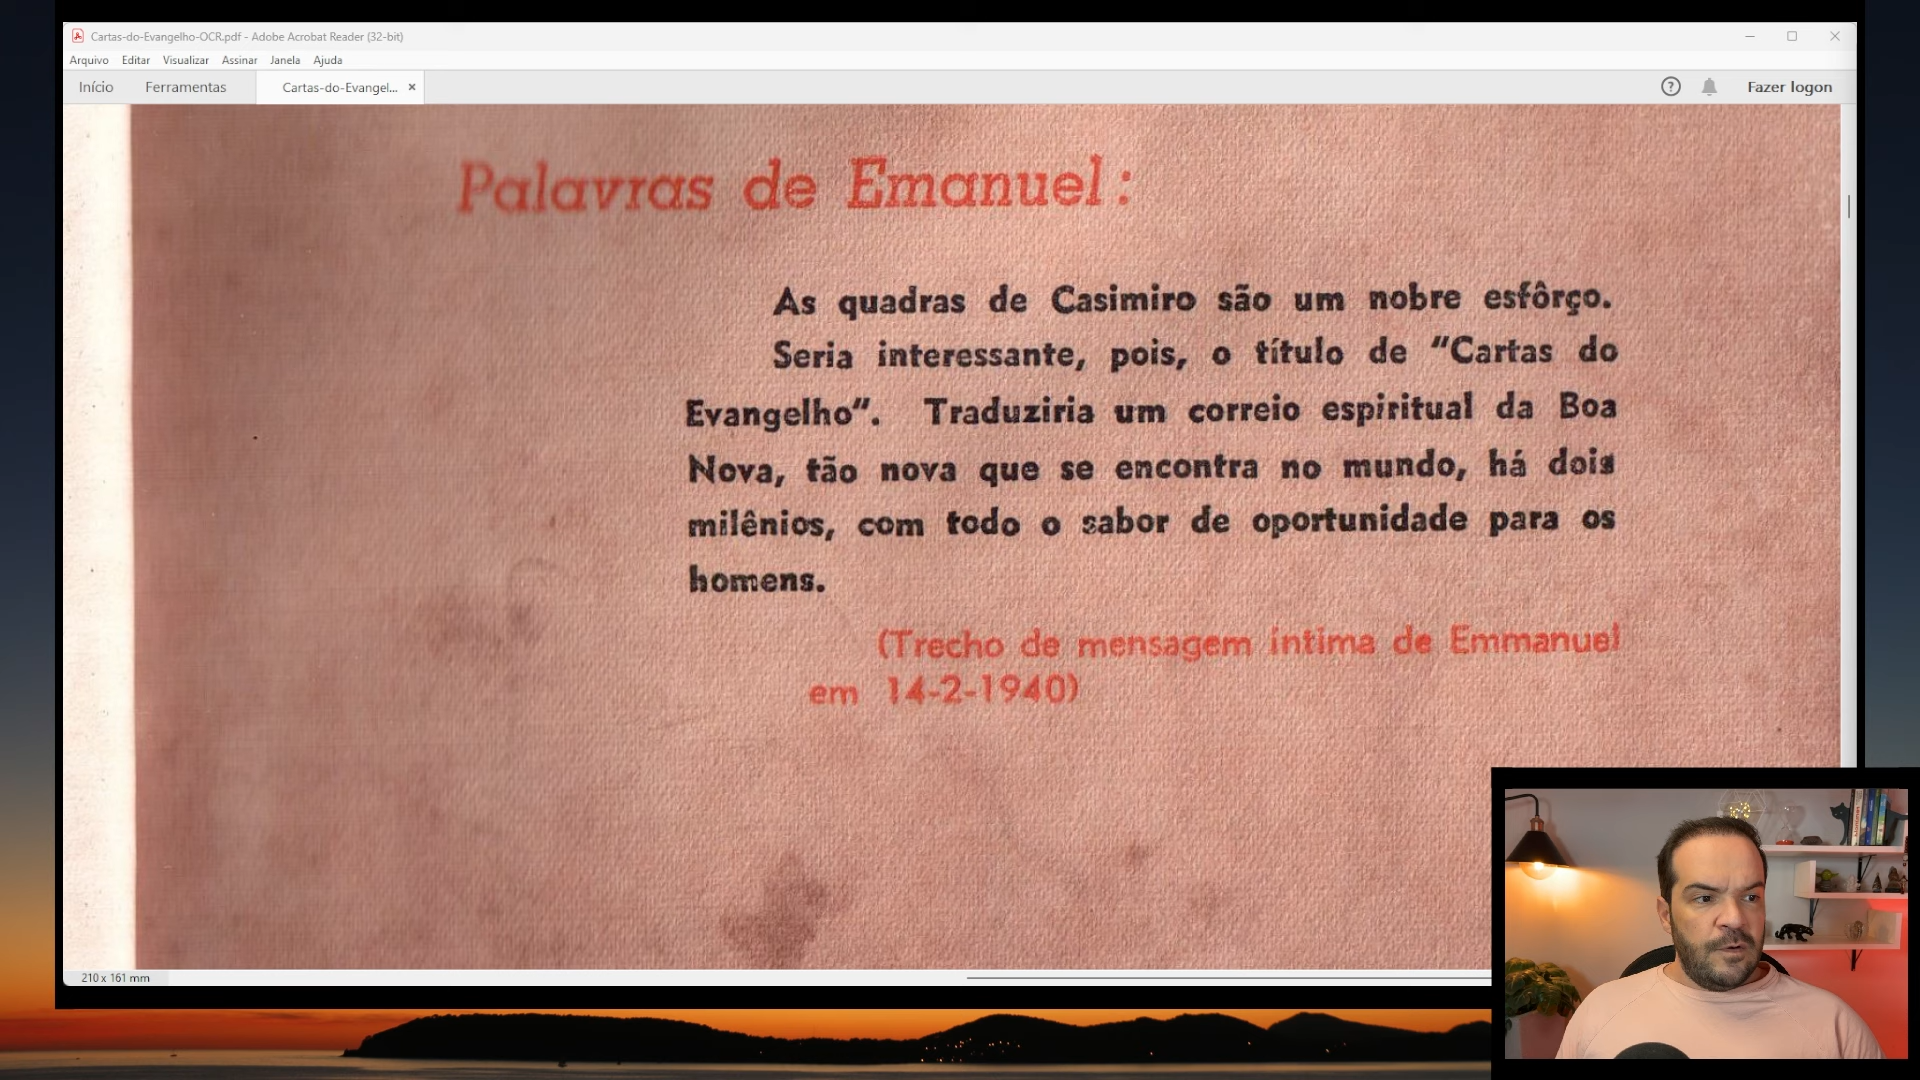 Cartas-do-Evangelho-OCR.pdf - Adobe Acrobat Reader (32-bit)
Arquivo Editar Visualizar Assinar Janela Ajuda
Início Ferramentas Cartas-do-Evangel... × Fazer logon
Palavras de Emanuel:
As quadras de Casimiro são um nobre esfôrço.
Seria interessante, pois, o título de "Cartas do
Evangelho". Traduziria um correio espiritual da Boa
Nova, tão nova que se encontra no mundo, há dois
milênios, com todo o sabor de oportunidade para os
homens.
(Trecho de mensagem íntima de Emmanuel
em 14-2-1940)
210 x 161 mm